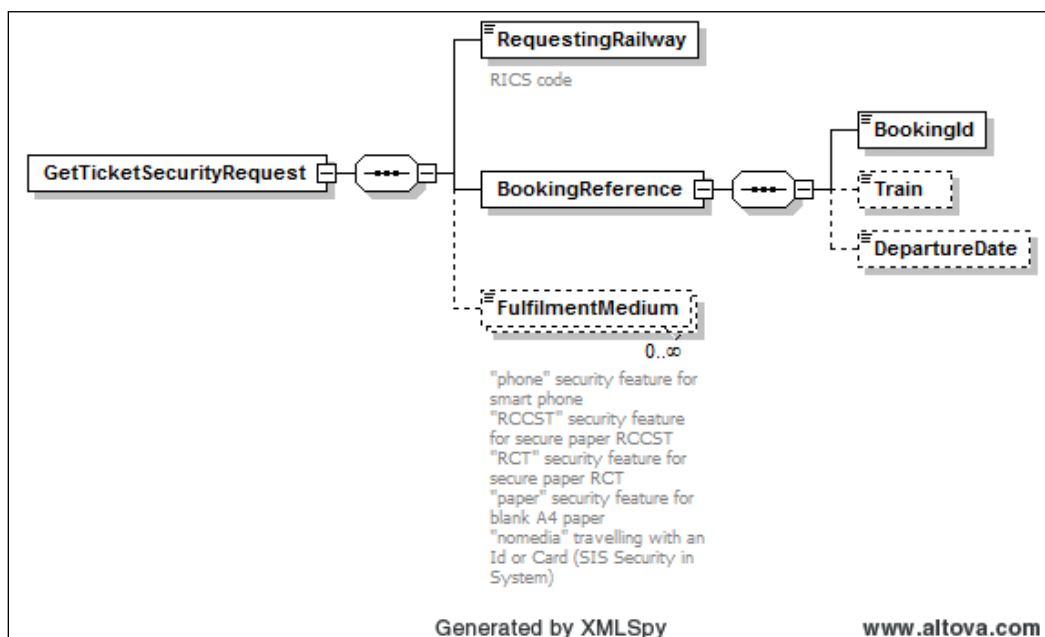 RequestingRailway
RICS code
GetTicketSecurityRequest
BookingReference
BookingId
Train
DepartureDate
FulfilmentMedium
0..∞
"phone" security feature for
smart phone
"RCCST" security feature
for secure paper RCCST
"RCT" security feature for
secure paper RCT
"paper" security feature for
blank A4 paper
"nomedia" travelling with an
Id or Card (SIS Security in
System)
Generated by XMLSpy
www.altova.com